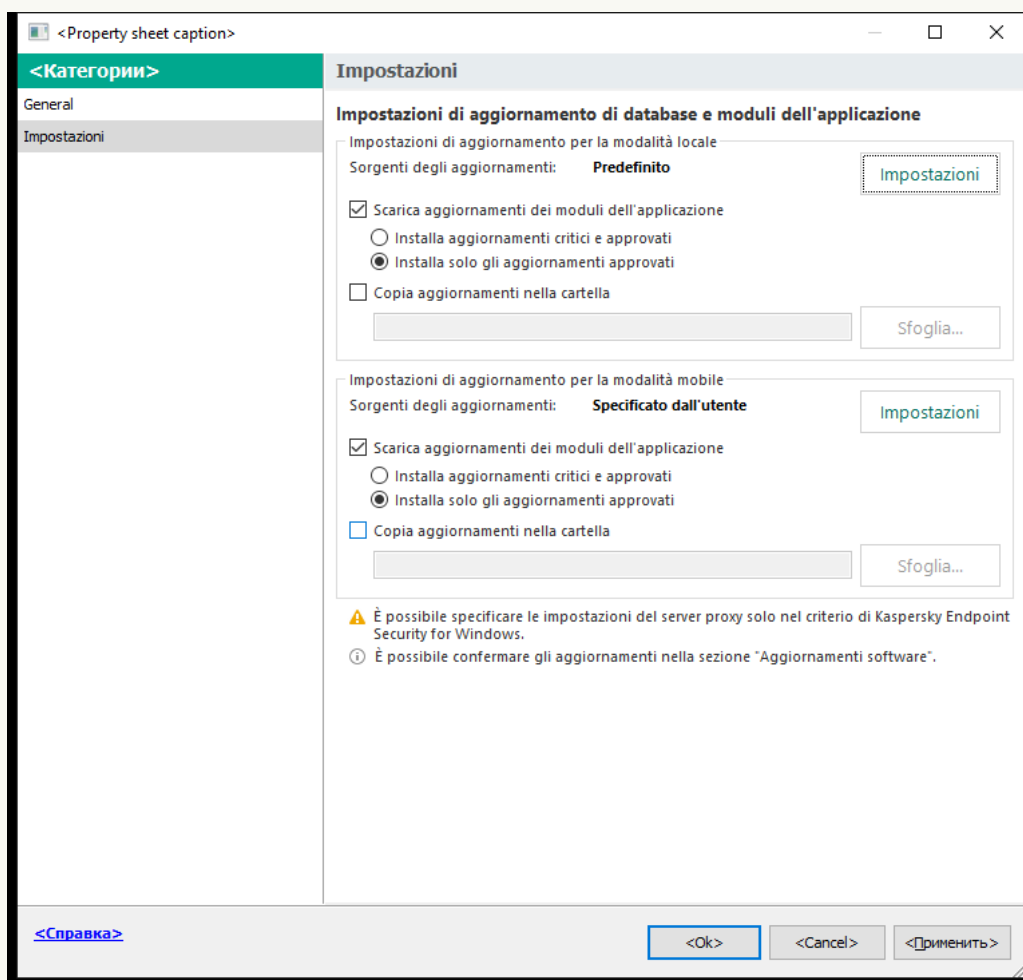 <Property sheet caption>
<Категории>
General
Impostazioni
Impostazioni
Impostazioni di aggiornamento di database e moduli dell'applicazione
Impostazioni di aggiornamento per la modalità locale
Sorgenti degli aggiornamenti: Predefinito Impostazioni
Scarica aggiornamenti dei moduli dell'applicazione
Installa aggiornamenti critici e approvati
Installa solo gli aggiornamenti approvati
Copia aggiornamenti nella cartella
Sfoglia...
Impostazioni di aggiornamento per la modalità mobile
Sorgenti degli aggiornamenti: Specificato dall'utente Impostazioni
Scarica aggiornamenti dei moduli dell'applicazione
Installa aggiornamenti critici e approvati
Installa solo gli aggiornamenti approvati
Copia aggiornamenti nella cartella
Sfoglia...
È possibile specificare le impostazioni del server proxy solo nel criterio di Kaspersky Endpoint
Security for Windows.
È possibile confermare gli aggiornamenti nella sezione "Aggiornamenti software".
<Справка>
<Ok> <Cancel> <Применить>